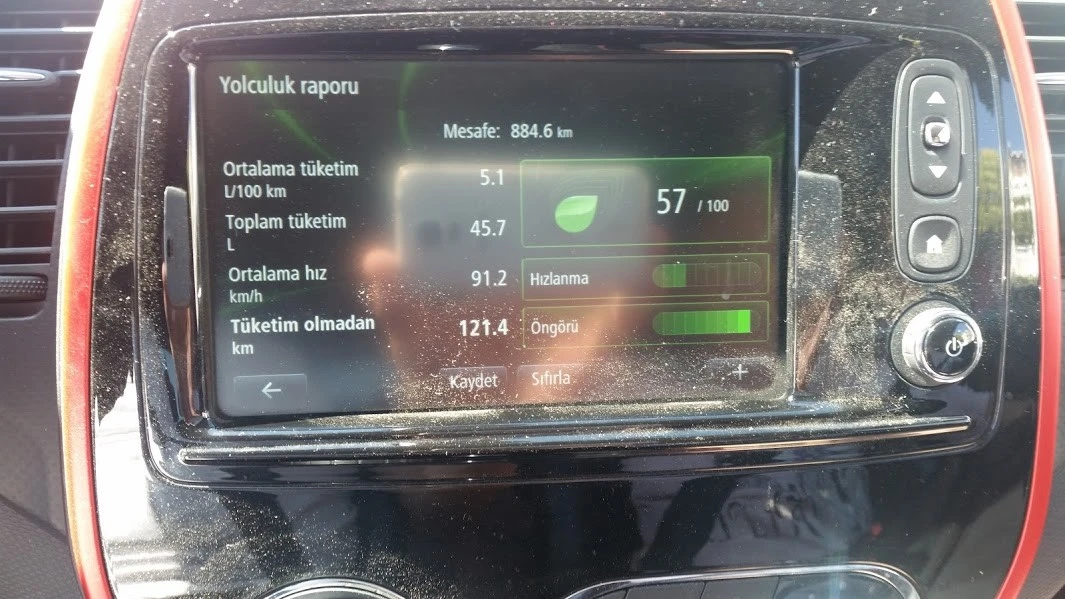 Yolculuk raporu
Mesafe: 884.6 km
Ortalama tüketim 5.1
L/100 km
Toplam tüketim 45.7
L
57 / 100
Ortalama hız 91.2
km/h
Hızlanma
Tüketim olmadan 121.4
km
Öngörü
Kaydet Sıfırla +